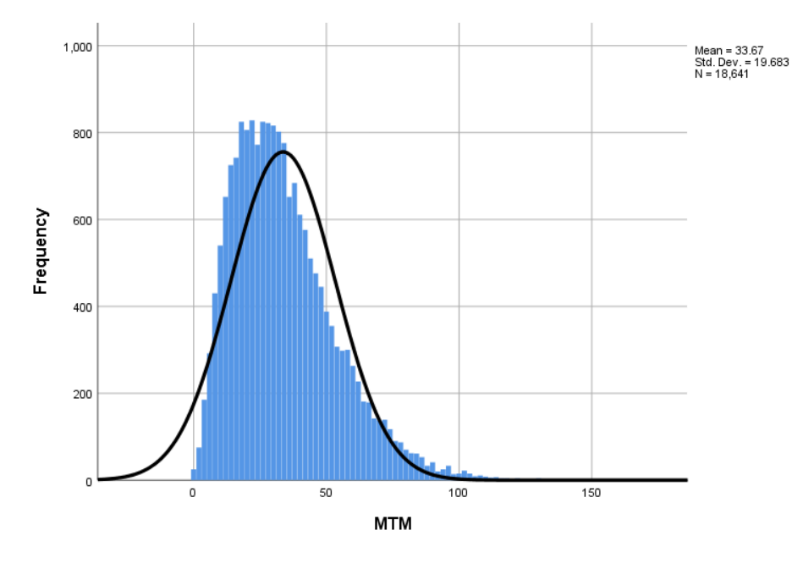 Mean = 33.67
Std. Dev. = 19.683
N = 18,641
1,000
800
600
400
200
0
Frequency
0 50 100 150
MTM